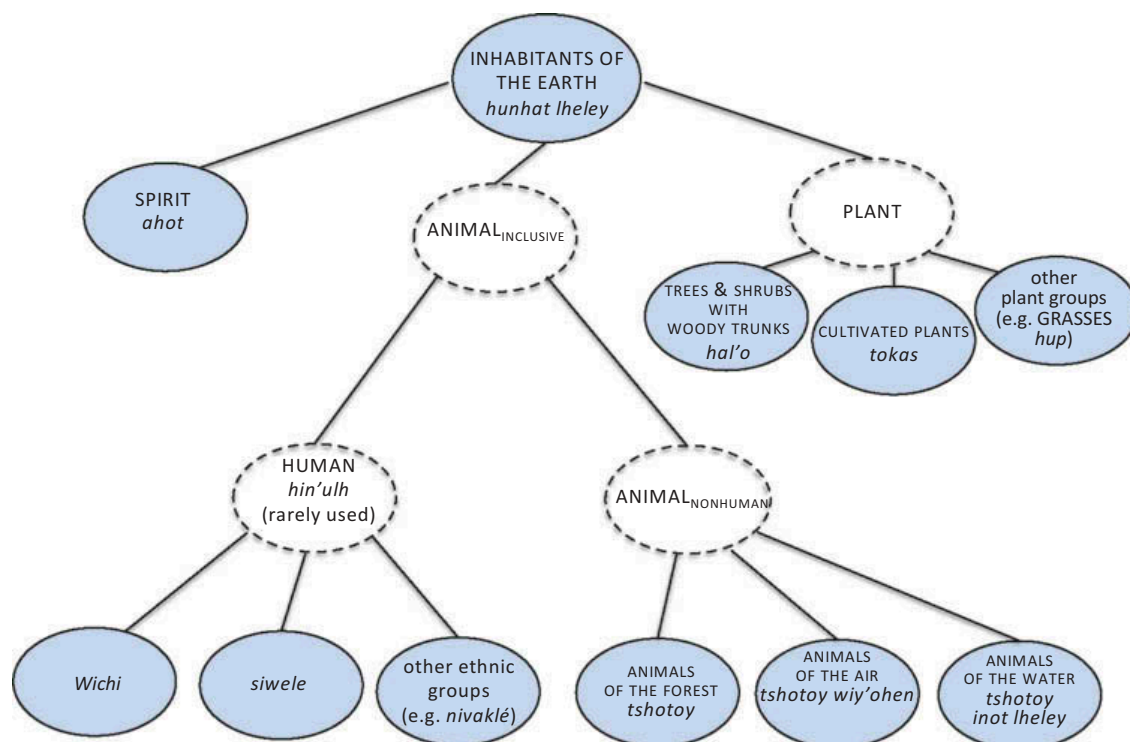 INHABITANTS OF
THE EARTH
hunhat lheley
SPIRIT
ahot
ANIMALINCLUSIVE
PLANT
TREES & SHRUBS
WITH
WOODY TRUNKS
hal’o
CULTIVATED PLANTS
tokas
other
plant groups
(e.g. GRASSES
hup)
HUMAN
hin’ulh
(rarely used)
ANIMALNONHUMAN
Wichi
siwele
other ethnic
groups
(e.g. nivaklé)
ANIMALS
OF THE FOREST
tshotoy
ANIMALS
OF THE AIR
tshotoy wiy’ohen
ANIMALS
OF THE WATER
tshotoy
inot lheley